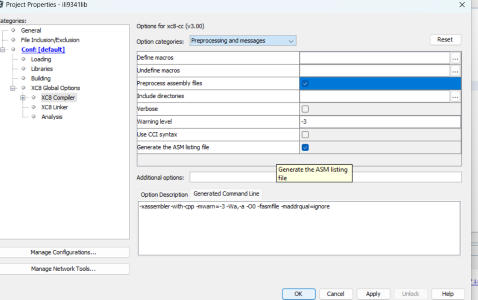 Project Properties - ili9341lib
Categories:
General
File Inclusion/Exclusion
Conf: [default]
Loading
Libraries
Building
XC8 Global Options
XC8 Compiler
XC8 Linker
Analysis
Manage Configurations...
Manage Network Tools...
Options for xc8-cc (v3.00)
Option categories: Preprocessing and messages
Reset
Define macros ...
Undefine macros ...
Preprocess assembly files
Include directories ...
Verbose
Warning level -3
Use CCI syntax
Generate the ASM listing file
Generate the ASM listing
file
Additional options:
Option Description Generated Command Line
-xassembler-with-cpp -mwarn=-3 -Wa,-a -O0 -fasmfile -maddrqual=ignore
OK Cancel Apply Unlock Help